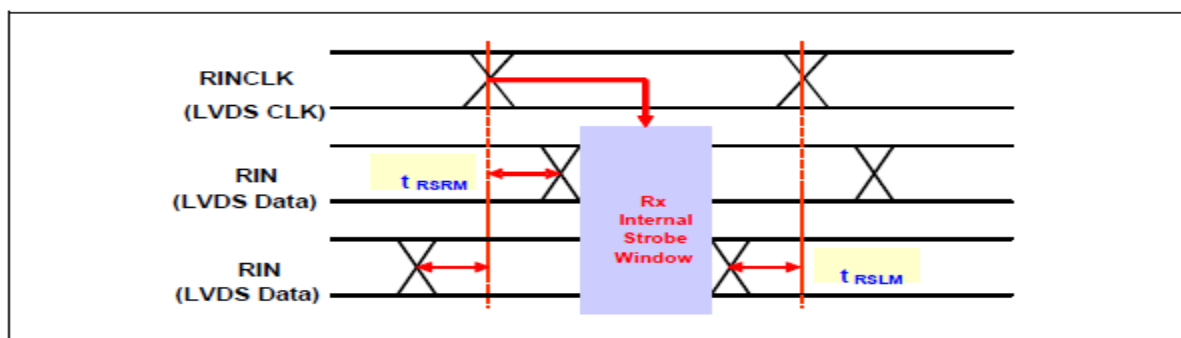 RINCLK
(LVDS CLK)
RIN
(LVDS Data)
t RSRM
Rx
Internal
Strobe
Window
RIN
(LVDS Data)
t RSLM